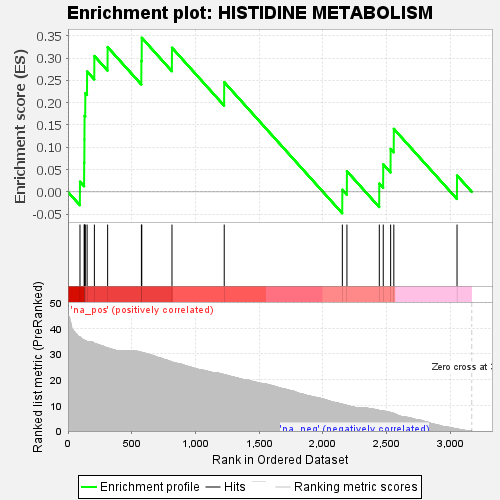 Enrichment plot: HISTIDINE METABOLISM
Enrichment score (ES)
0.35
0.30
0.25
0.20
0.15
0.10
0.05
0.00
-0.05
'na_pos' (positively correlated)
Ranked list metric (PreRanked)
50
40
30
20
10
0
Zero cross at 3
'na_neg' (negatively correlated)
0 500 1,000 1,500 2,000 2,500 3,000
Rank in Ordered Dataset
Enrichment profile Hits Ranking metric scores